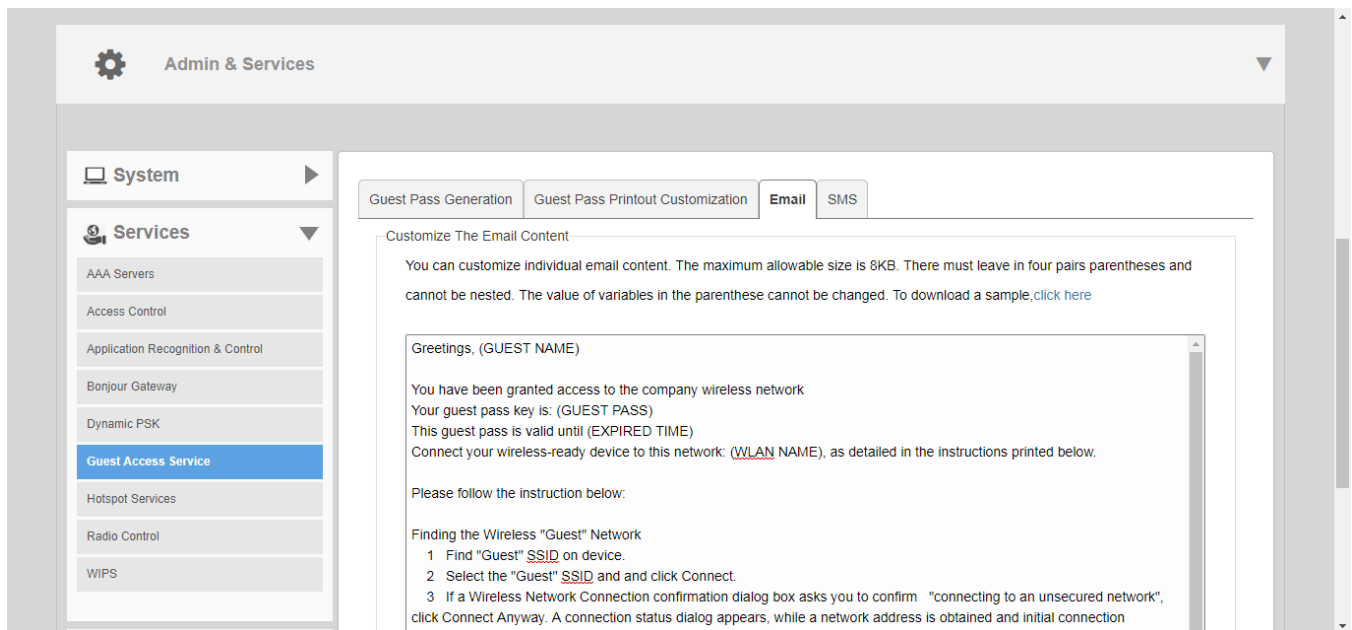 Admin & Services
System
Services
AAA Servers
Access Control
Application Recognition & Control
Bonjour Gateway
Dynamic PSK
Guest Access Service
Hotspot Services
Radio Control
WIPS
Guest Pass Generation Guest Pass Printout Customization Email SMS
Customize The Email Content
You can customize individual email content. The maximum allowable size is 8KB. There must leave in four pairs parentheses and
cannot be nested. The value of variables in the parenthese cannot be changed. To download a sample,click here
Greetings, (GUEST NAME)
You have been granted access to the company wireless network
Your guest pass key is: (GUEST PASS)
This guest pass is valid until (EXPIRED TIME)
Connect your wireless-ready device to this network: (WLAN NAME), as detailed in the instructions printed below.
Please follow the instruction below:
Finding the Wireless "Guest" Network
1 Find "Guest" SSID on device.
2 Select the "Guest" SSID and and click Connect.
3 If a Wireless Network Connection confirmation dialog box asks you to confirm "connecting to an unsecured network",
click Connect Anyway. A connection status dialog appears, while a network address is obtained and initial connection